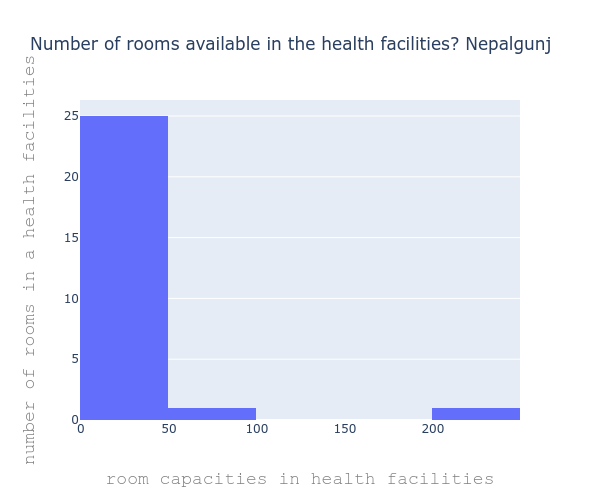 Number of rooms available in the health facilities? Nepalgunj
number of rooms in a health facilities
25
20
15
10
5
0
0 50 100 150 200
room capacities in health facilities